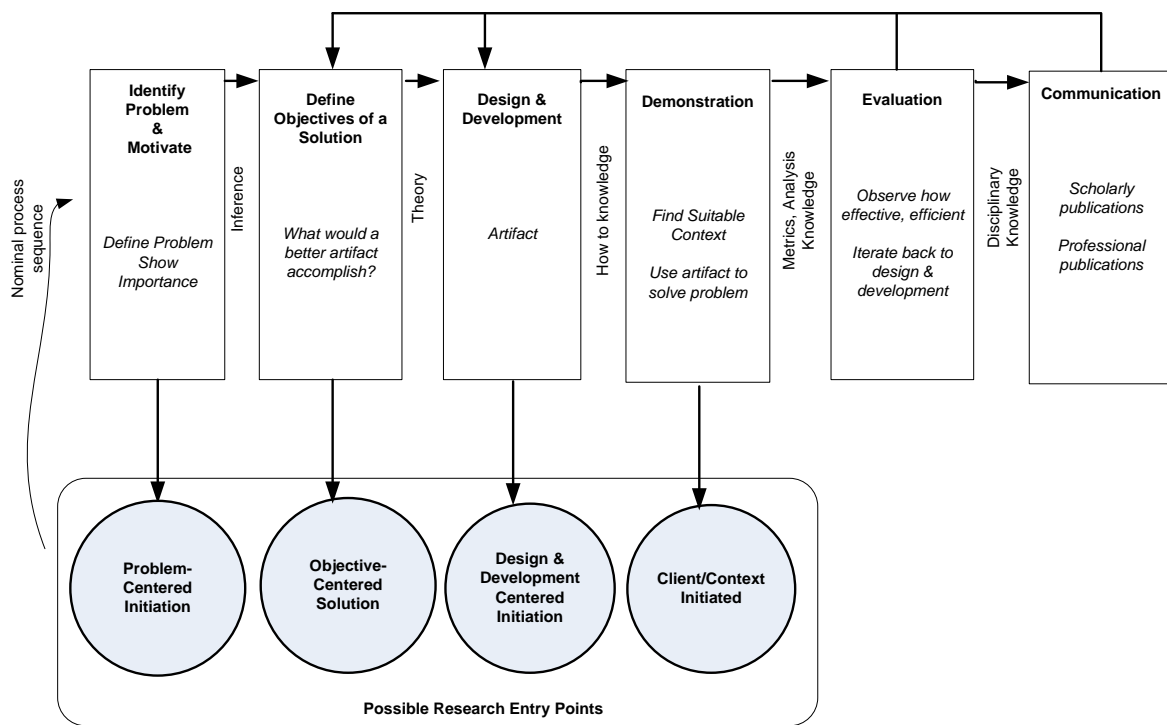 Identify
Problem
&
Motivate
Define Problem
Show
Importance
Inference
Define
Objectives of a
Solution
What would a
better artifact
accomplish?
Theory
Design &
Development
Artifact
How to knowledge
Demonstration
Find Suitable
Context
Use artifact to
solve problem
Metrics, Analysis
Knowledge
Evaluation
Observe how
effective, efficient
Iterate back to
design &
development
Disciplinary
Knowledge
Communication
Scholarly
publications
Professional
publications
Nominal process
sequence
Problem-
Centered
Initiation
Objective-
Centered
Solution
Design &
Development
Centered
Initiation
Client/Context
Initiated
Possible Research Entry Points